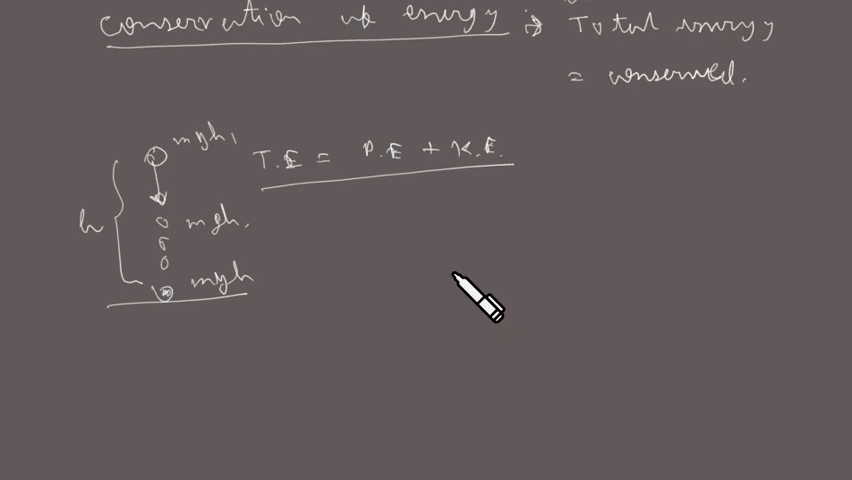 Conservation of energy ⇒ Total energy
= conserved.
mgh,
T.E = P.E + K.E.
h
mgh.
mgh